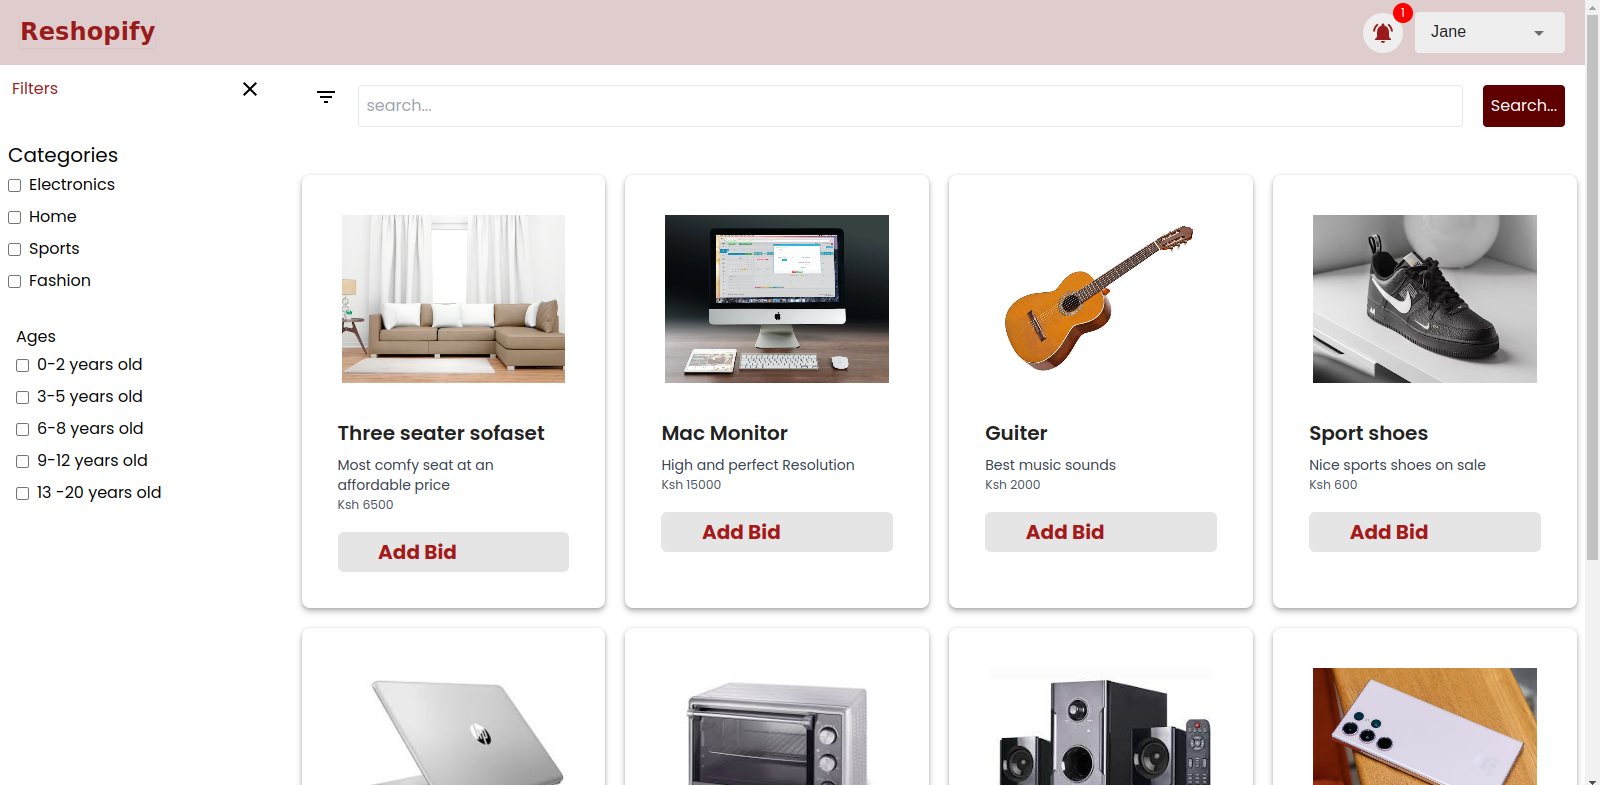 Reshopify
1
Jane
Filters
search...
Search...
Categories
Electronics
Home
Sports
Fashion
Ages
0-2 years old
3-5 years old
6-8 years old
9-12 years old
13 -20 years old
Three seater sofaset
Most comfy seat at an
affordable price
Ksh 6500
Add Bid
Mac Monitor
High and perfect Resolution
Ksh 15000
Add Bid
Guiter
Best music sounds
Ksh 2000
Add Bid
Sport shoes
Nice sports shoes on sale
Ksh 600
Add Bid
hp